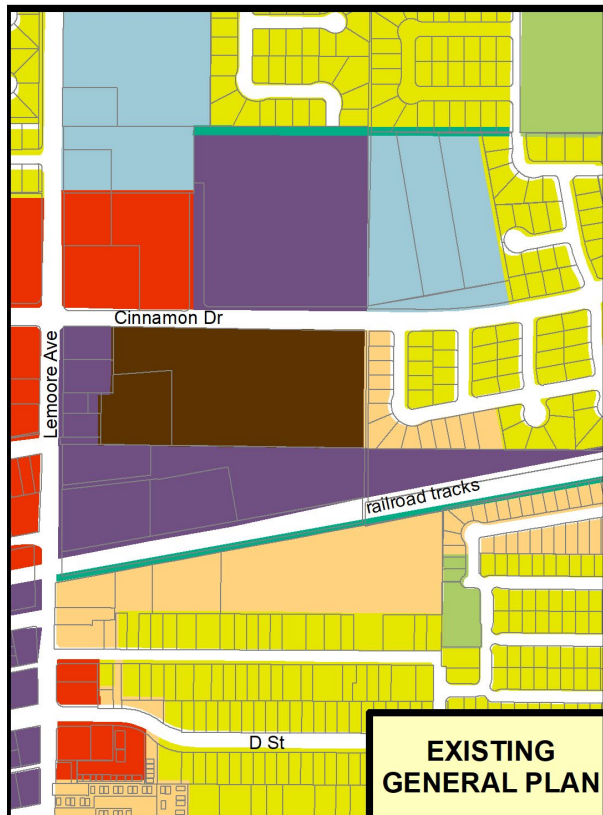 Cinnamon Dr
Lemoore Ave
railroad tracks
D St
EXISTING
GENERAL PLAN